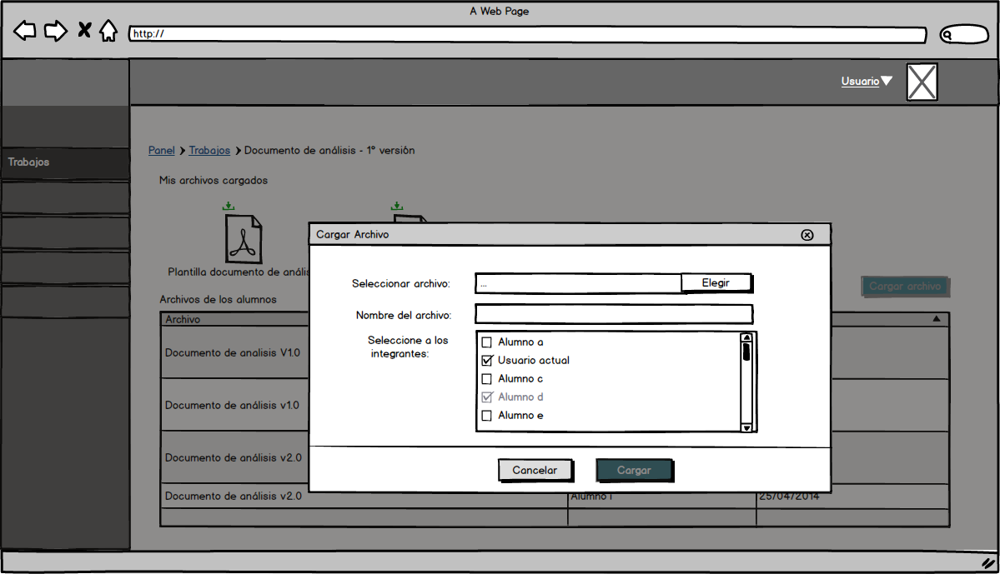 A Web Page
http://
Usuario
Trabajos
Panel Trabajos Documento de análisis - 1° versión
Mis archivos cargados
Plantilla documento de anális
Archivos de los alumnos
Cargar archivo
Archivo
Documento de analisis V1.0
Documento de análisis v1.0
Documento de análisis v2.0
Documento de análisis v2.0
25/04/2014
Cargar Archivo
Seleccionar archivo:
...
Elegir
Nombre del archivo:
Seleccione a los
integrantes:
Alumno a
Usuario actual
Alumno c
Alumno d
Alumno e
Cancelar
Cargar